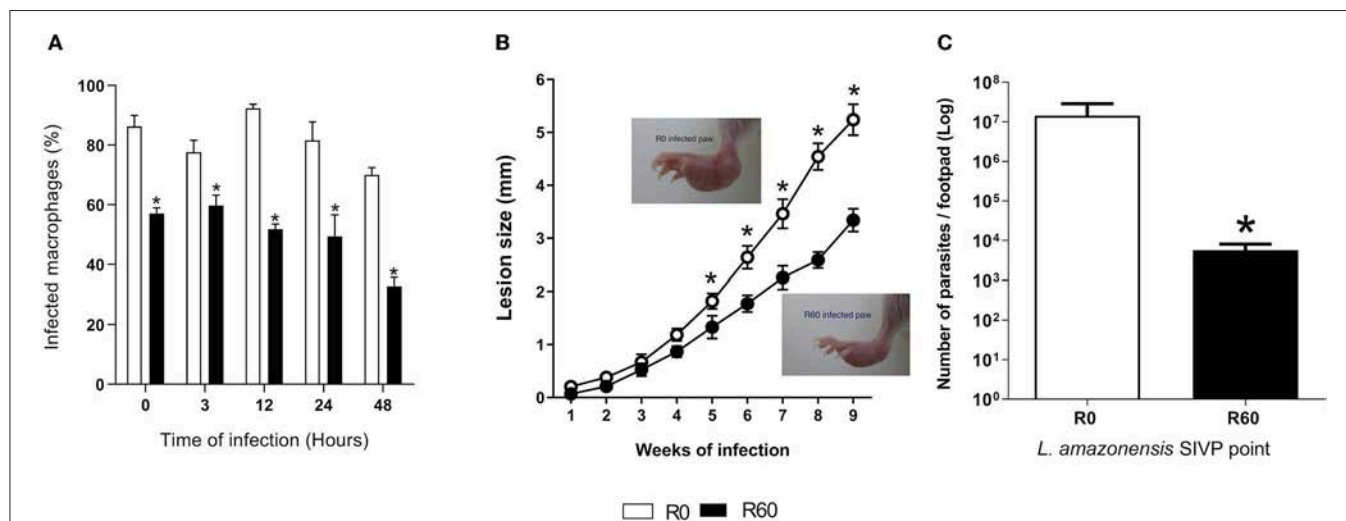 A
100
80
60
40
20
0
Infected macrophages (%)
* * * * *
0 3 12 24 48
Time of infection (Hours)
B
6
5
4
3
2
1
0
Lesion size (mm)
* * * * *
R0 infected paw
R60 infected paw
1 2 3 4 5 6 7 8 9
Weeks of infection
C
10⁸
10⁷
10⁶
10⁵
10⁴
10³
10²
10¹
10⁰
Number of parasites / footpad (Log)
*
R0 R60
L. amazonensis SIVP point
R0 R60